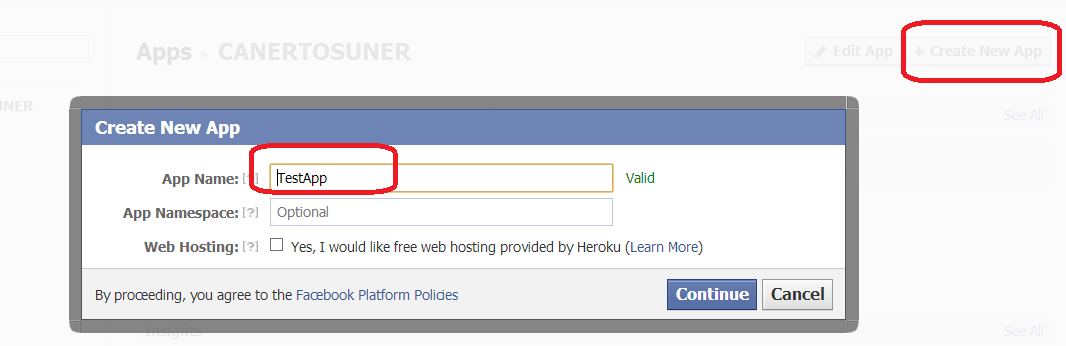 Apps ▸ CANERTOSUNER
Edit App
+ Create New App
NER
See All
Create New App
App Name: [?] TestApp Valid
App Namespace: [?] Optional
Web Hosting: [?] Yes, I would like free web hosting provided by Heroku (Learn More)
By proceeding, you agree to the Facebook Platform Policies
Continue
Cancel
Insights
See All